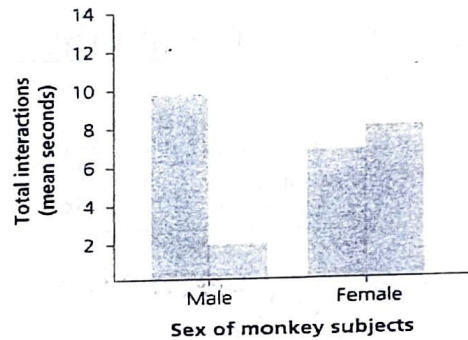 14
12
10
8
6
4
2
Total interactions
(mean seconds)
Male Female
Sex of monkey subjects